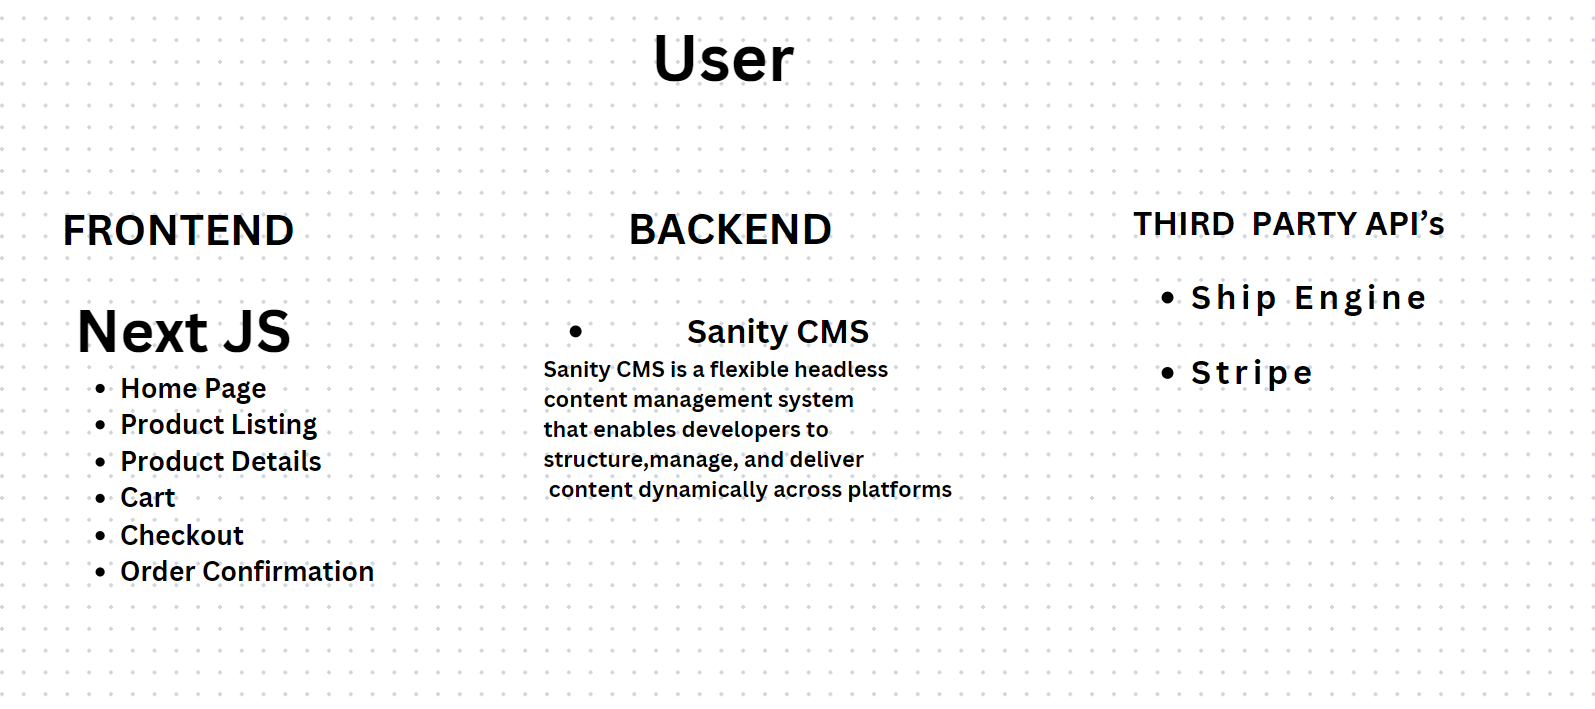 User
FRONTEND
Next JS
• Home Page
• Product Listing
• Product Details
• Cart
• Checkout
• Order Confirmation
BACKEND
• Sanity CMS
Sanity CMS is a flexible headless
content management system
that enables developers to
structure,manage, and deliver
content dynamically across platforms
THIRD PARTY API’s
• Ship Engine
• Stripe